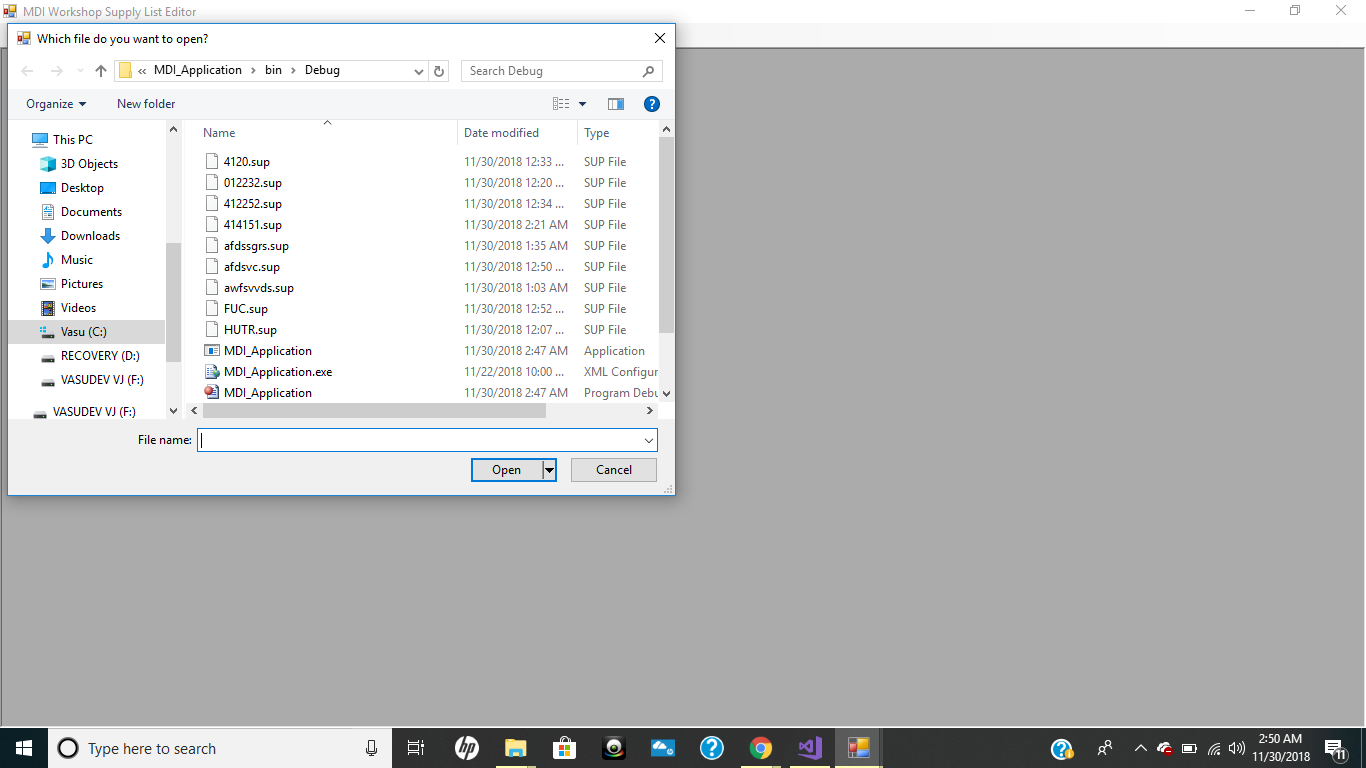 MDI Workshop Supply List Editor
Which file do you want to open?
« MDI_Application > bin > Debug
Search Debug
Organize
New folder
?
Name Date modified Type
This PC
3D Objects
Desktop
Documents
Downloads
Music
Pictures
Videos
Vasu (C:)
RECOVERY (D:)
VASUDEV VJ (F:)
VASUDEV VJ (F:)
4120.sup 11/30/2018 12:33 ... SUP File
012232.sup 11/30/2018 12:20 ... SUP File
412252.sup 11/30/2018 12:34 ... SUP File
414151.sup 11/30/2018 2:21 AM SUP File
afdssgrs.sup 11/30/2018 1:35 AM SUP File
afdsvc.sup 11/30/2018 12:50 ... SUP File
awfsvvds.sup 11/30/2018 1:03 AM SUP File
FUC.sup 11/30/2018 12:52 ... SUP File
HUTR.sup 11/30/2018 12:07 ... SUP File
MDI_Application 11/30/2018 2:47 AM Application
MDI_Application.exe 11/22/2018 10:00 ... XML Configur
MDI_Application 11/30/2018 2:47 AM Program Debu
File name:
Open
Cancel
Type here to search
hp
?
?
2:50 AM
11/30/2018
11